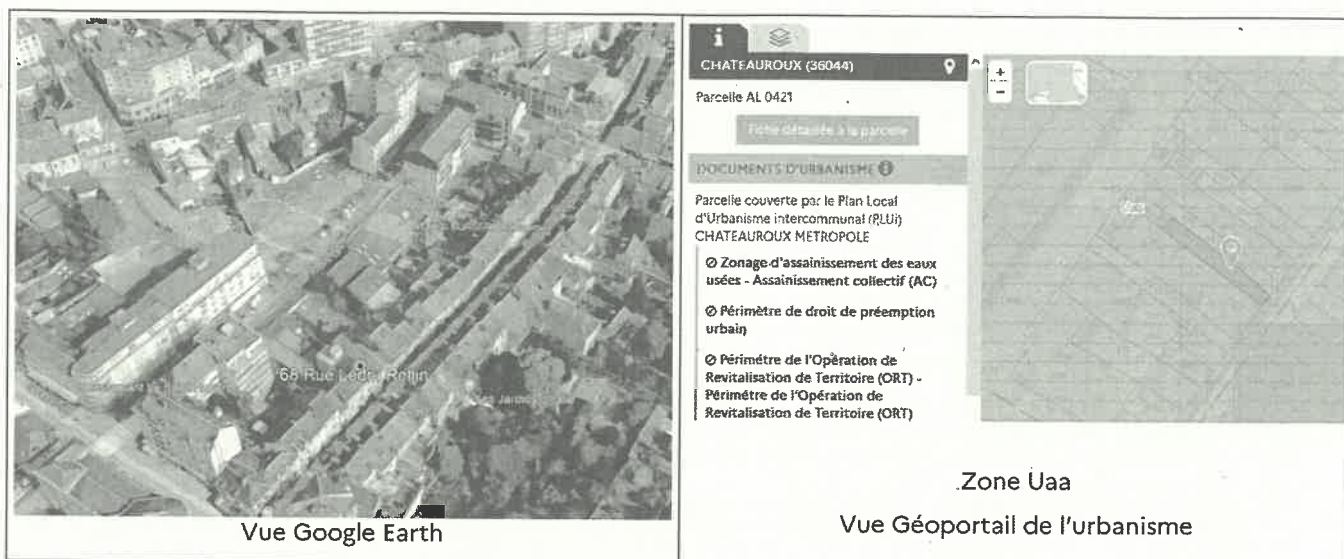 68 Rue Ledru Rollin
Vue Google Earth
CHATEAUROUX (36044)
Parcelle AL 0421
Fiche détaillée à la parcelle
DOCUMENTS D'URBANISME
Parcelle couverte par le Plan Local
d'Urbanisme intercommunal (PLUi)
CHATEAUROUX METROPOLE
Zonage d'assainissement des eaux
usées - Assainissement collectif (AC)
Périmètre de droit de préemption
urbain
Périmétre de l'Opération de
Revitalisation de Territoire (ORT) -
Périmètre de l'Opération de
Revitalisation de Territoire (ORT)
+
-
Zone Uaa
Vue Géoportail de l'urbanisme